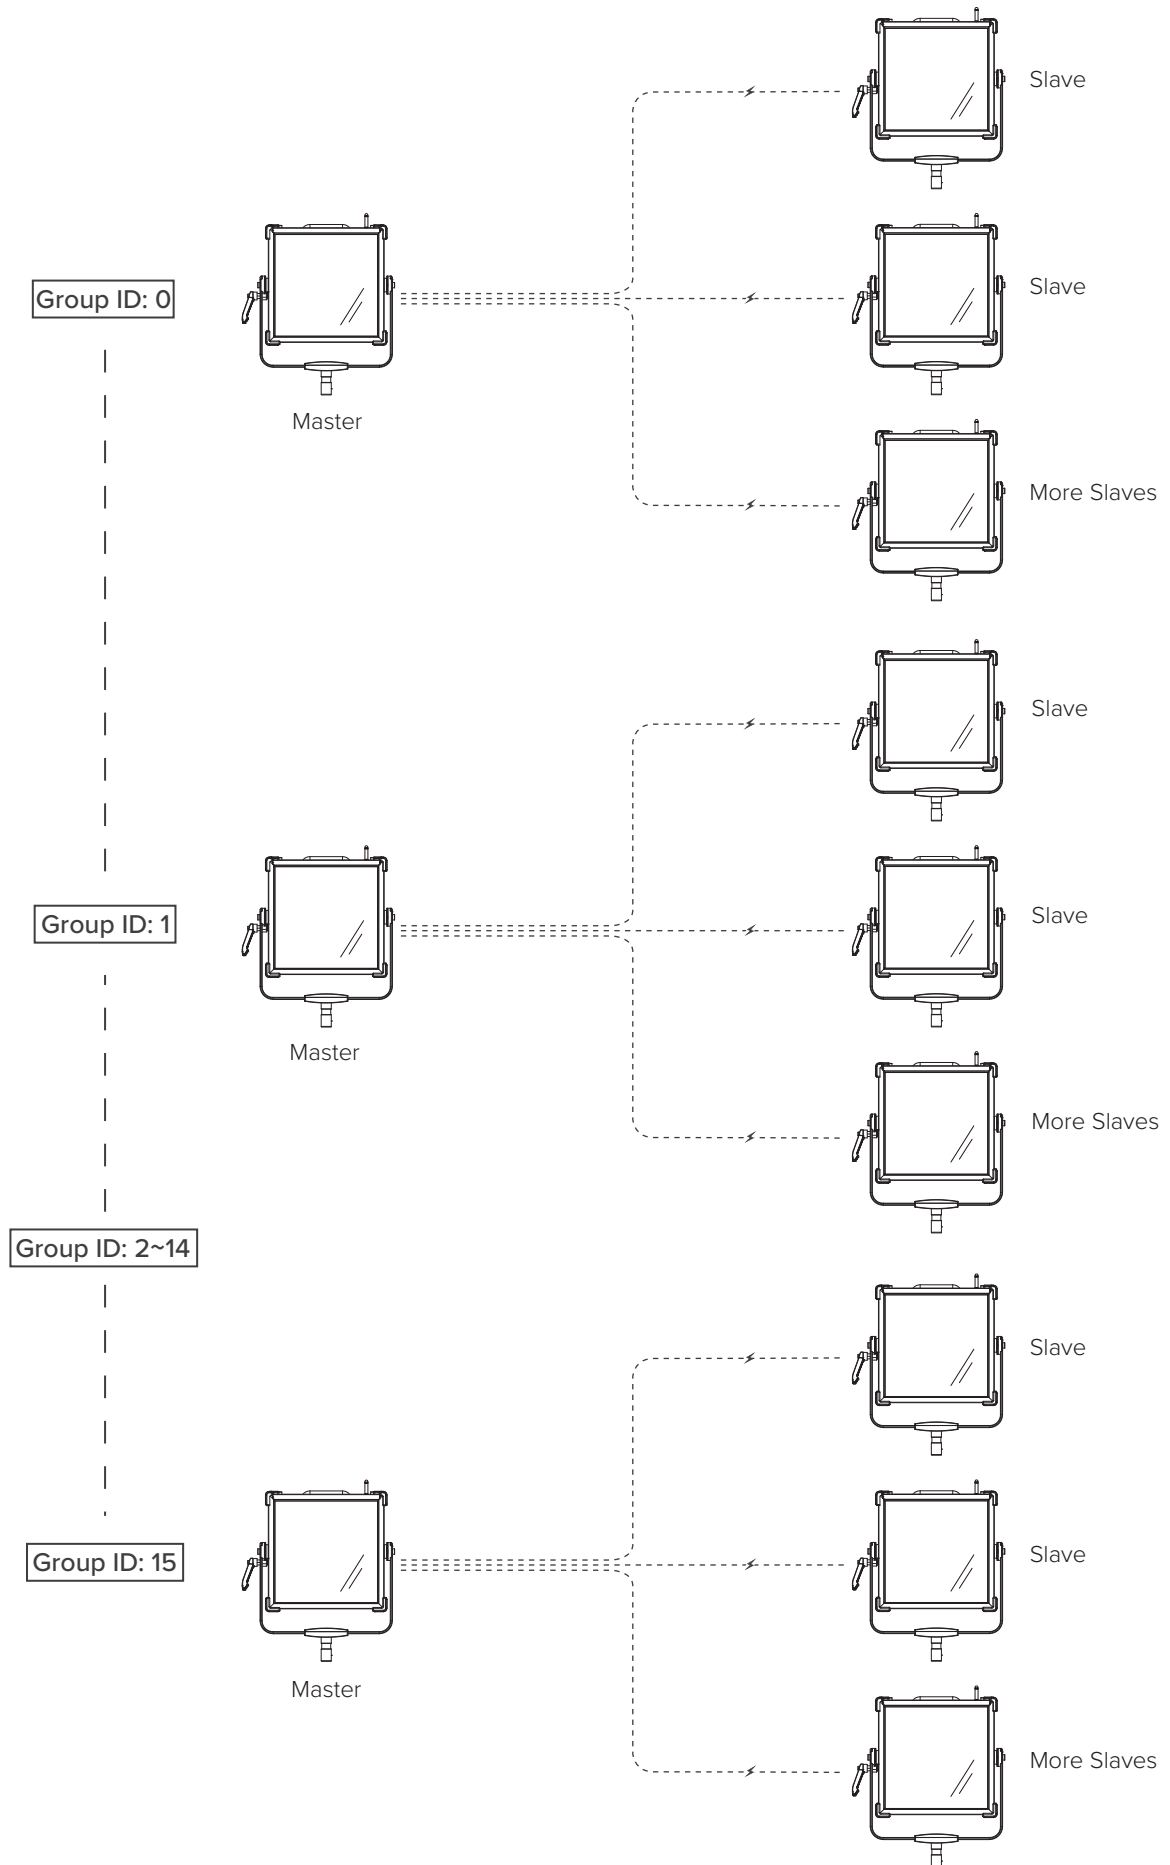 Slave
Group ID: 0
Slave
Master
More Slaves
Slave
Group ID: 1
Slave
Master
More Slaves
Group ID: 2~14
Slave
Group ID: 15
Slave
Master
More Slaves